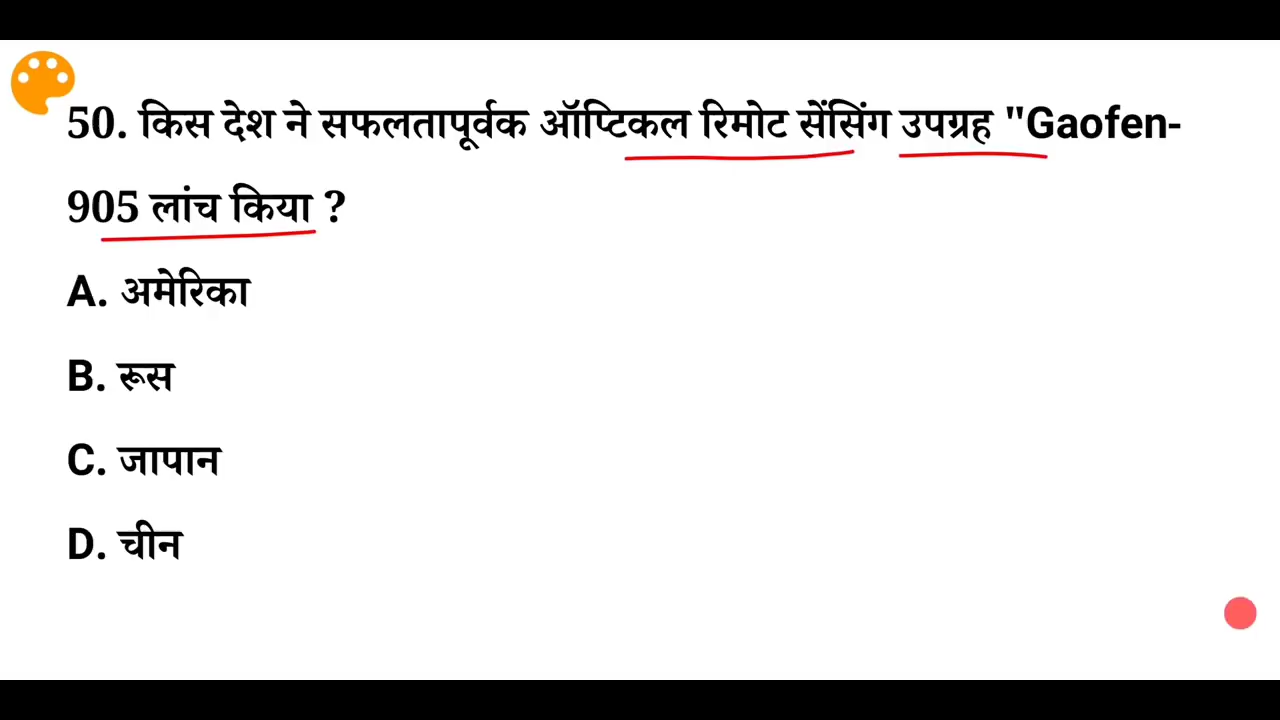 50. किस देश ने सफलतापूर्वक ऑप्टिकल रिमोट सेंसिंग उपग्रह "Gaofen-
905 लांच किया ?
A. अमेरिका
B. रूस
C. जापान
D. चीन